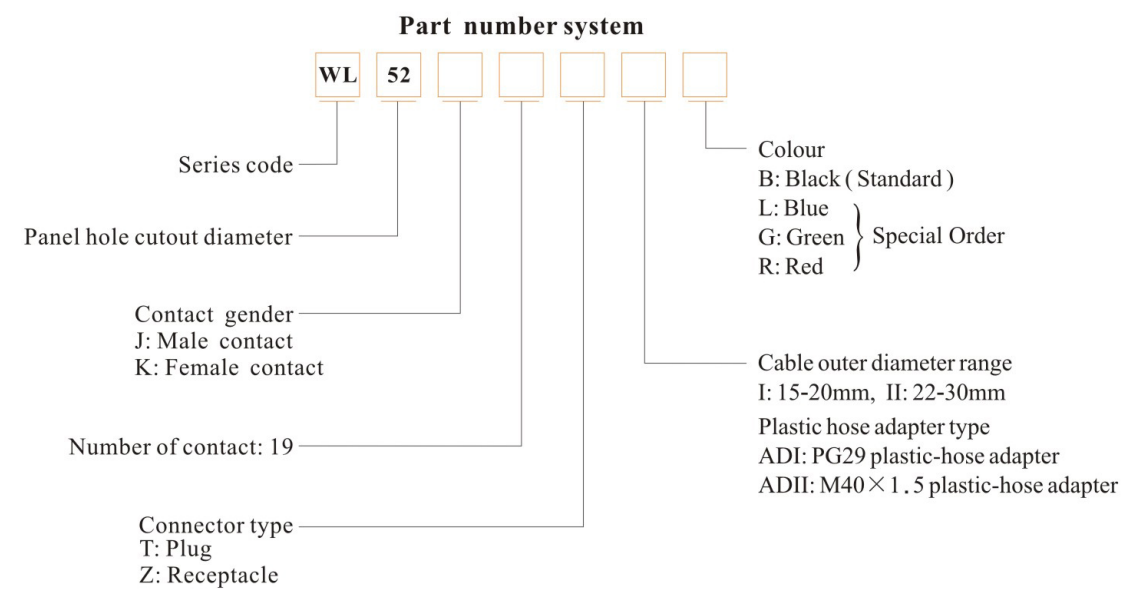 Part number system
WL 52
Series code
Panel hole cutout diameter
Contact gender
J: Male contact
K: Female contact
Number of contact: 19
Connector type
T: Plug
Z: Receptacle
Colour
B: Black ( Standard )
L: Blue
G: Green
R: Red
Special Order
Cable outer diameter range
I: 15-20mm, II: 22-30mm
Plastic hose adapter type
ADI: PG29 plastic-hose adapter
ADII: M40×1.5 plastic-hose adapter